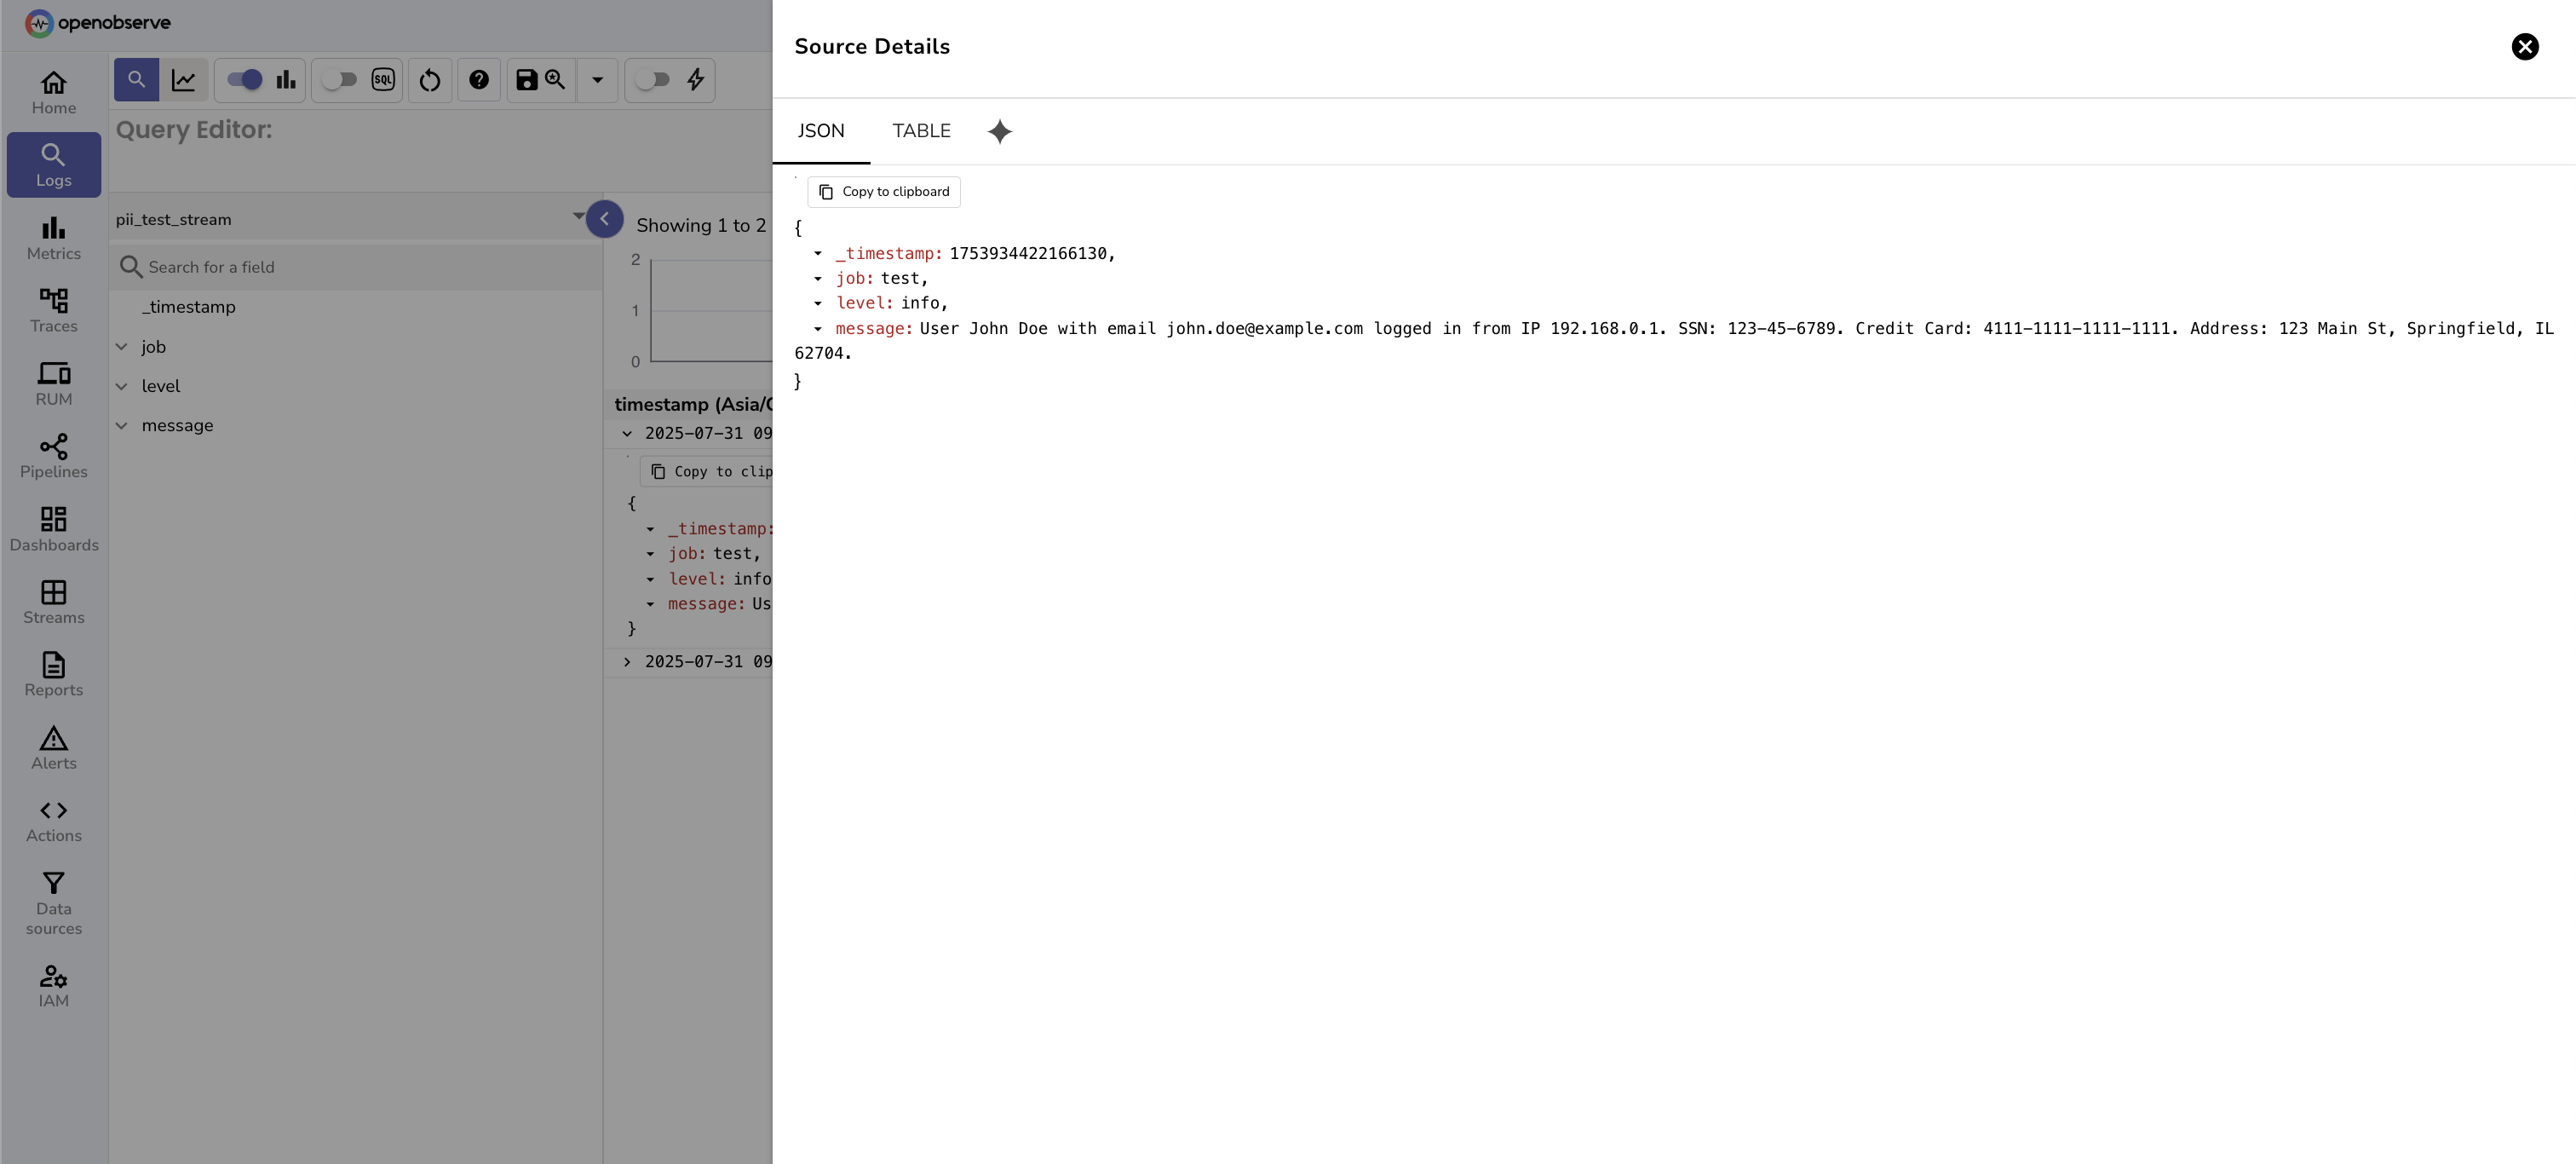 openobserve
Home
Logs
Metrics
Traces
RUM
Pipelines
Dashboards
Streams
Reports
Alerts
Actions
Data
sources
IAM
SQL
Query Editor:
pii_test_stream
Search for a field
_timestamp
job
level
message
Showing 1 to 2
2
1
0
timestamp (Asia/
2025-07-31 09
Copy to clip
{
_timestamp:
job: test,
level: info
message: Us
}
2025-07-31 09
Source Details
JSON
TABLE
Copy to clipboard
{
_timestamp: 1753934422166130,
job: test,
level: info,
message: User John Doe with email john.doe@example.com logged in from IP 192.168.0.1. SSN: 123-45-6789. Credit Card: 4111-1111-1111-1111. Address: 123 Main St, Springfield, IL
62704.
}